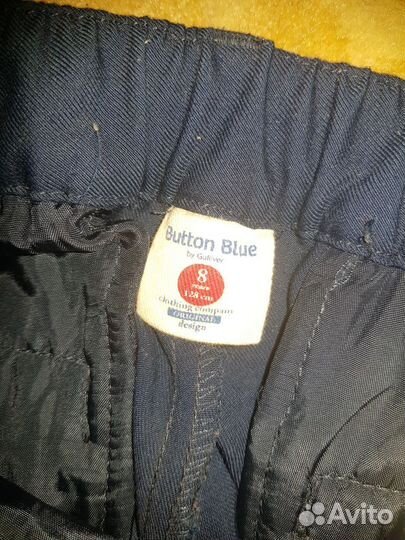 Button Blue
by Gulliver
8
years
128 cm
clothing company
ORIGINAL
design
Avito